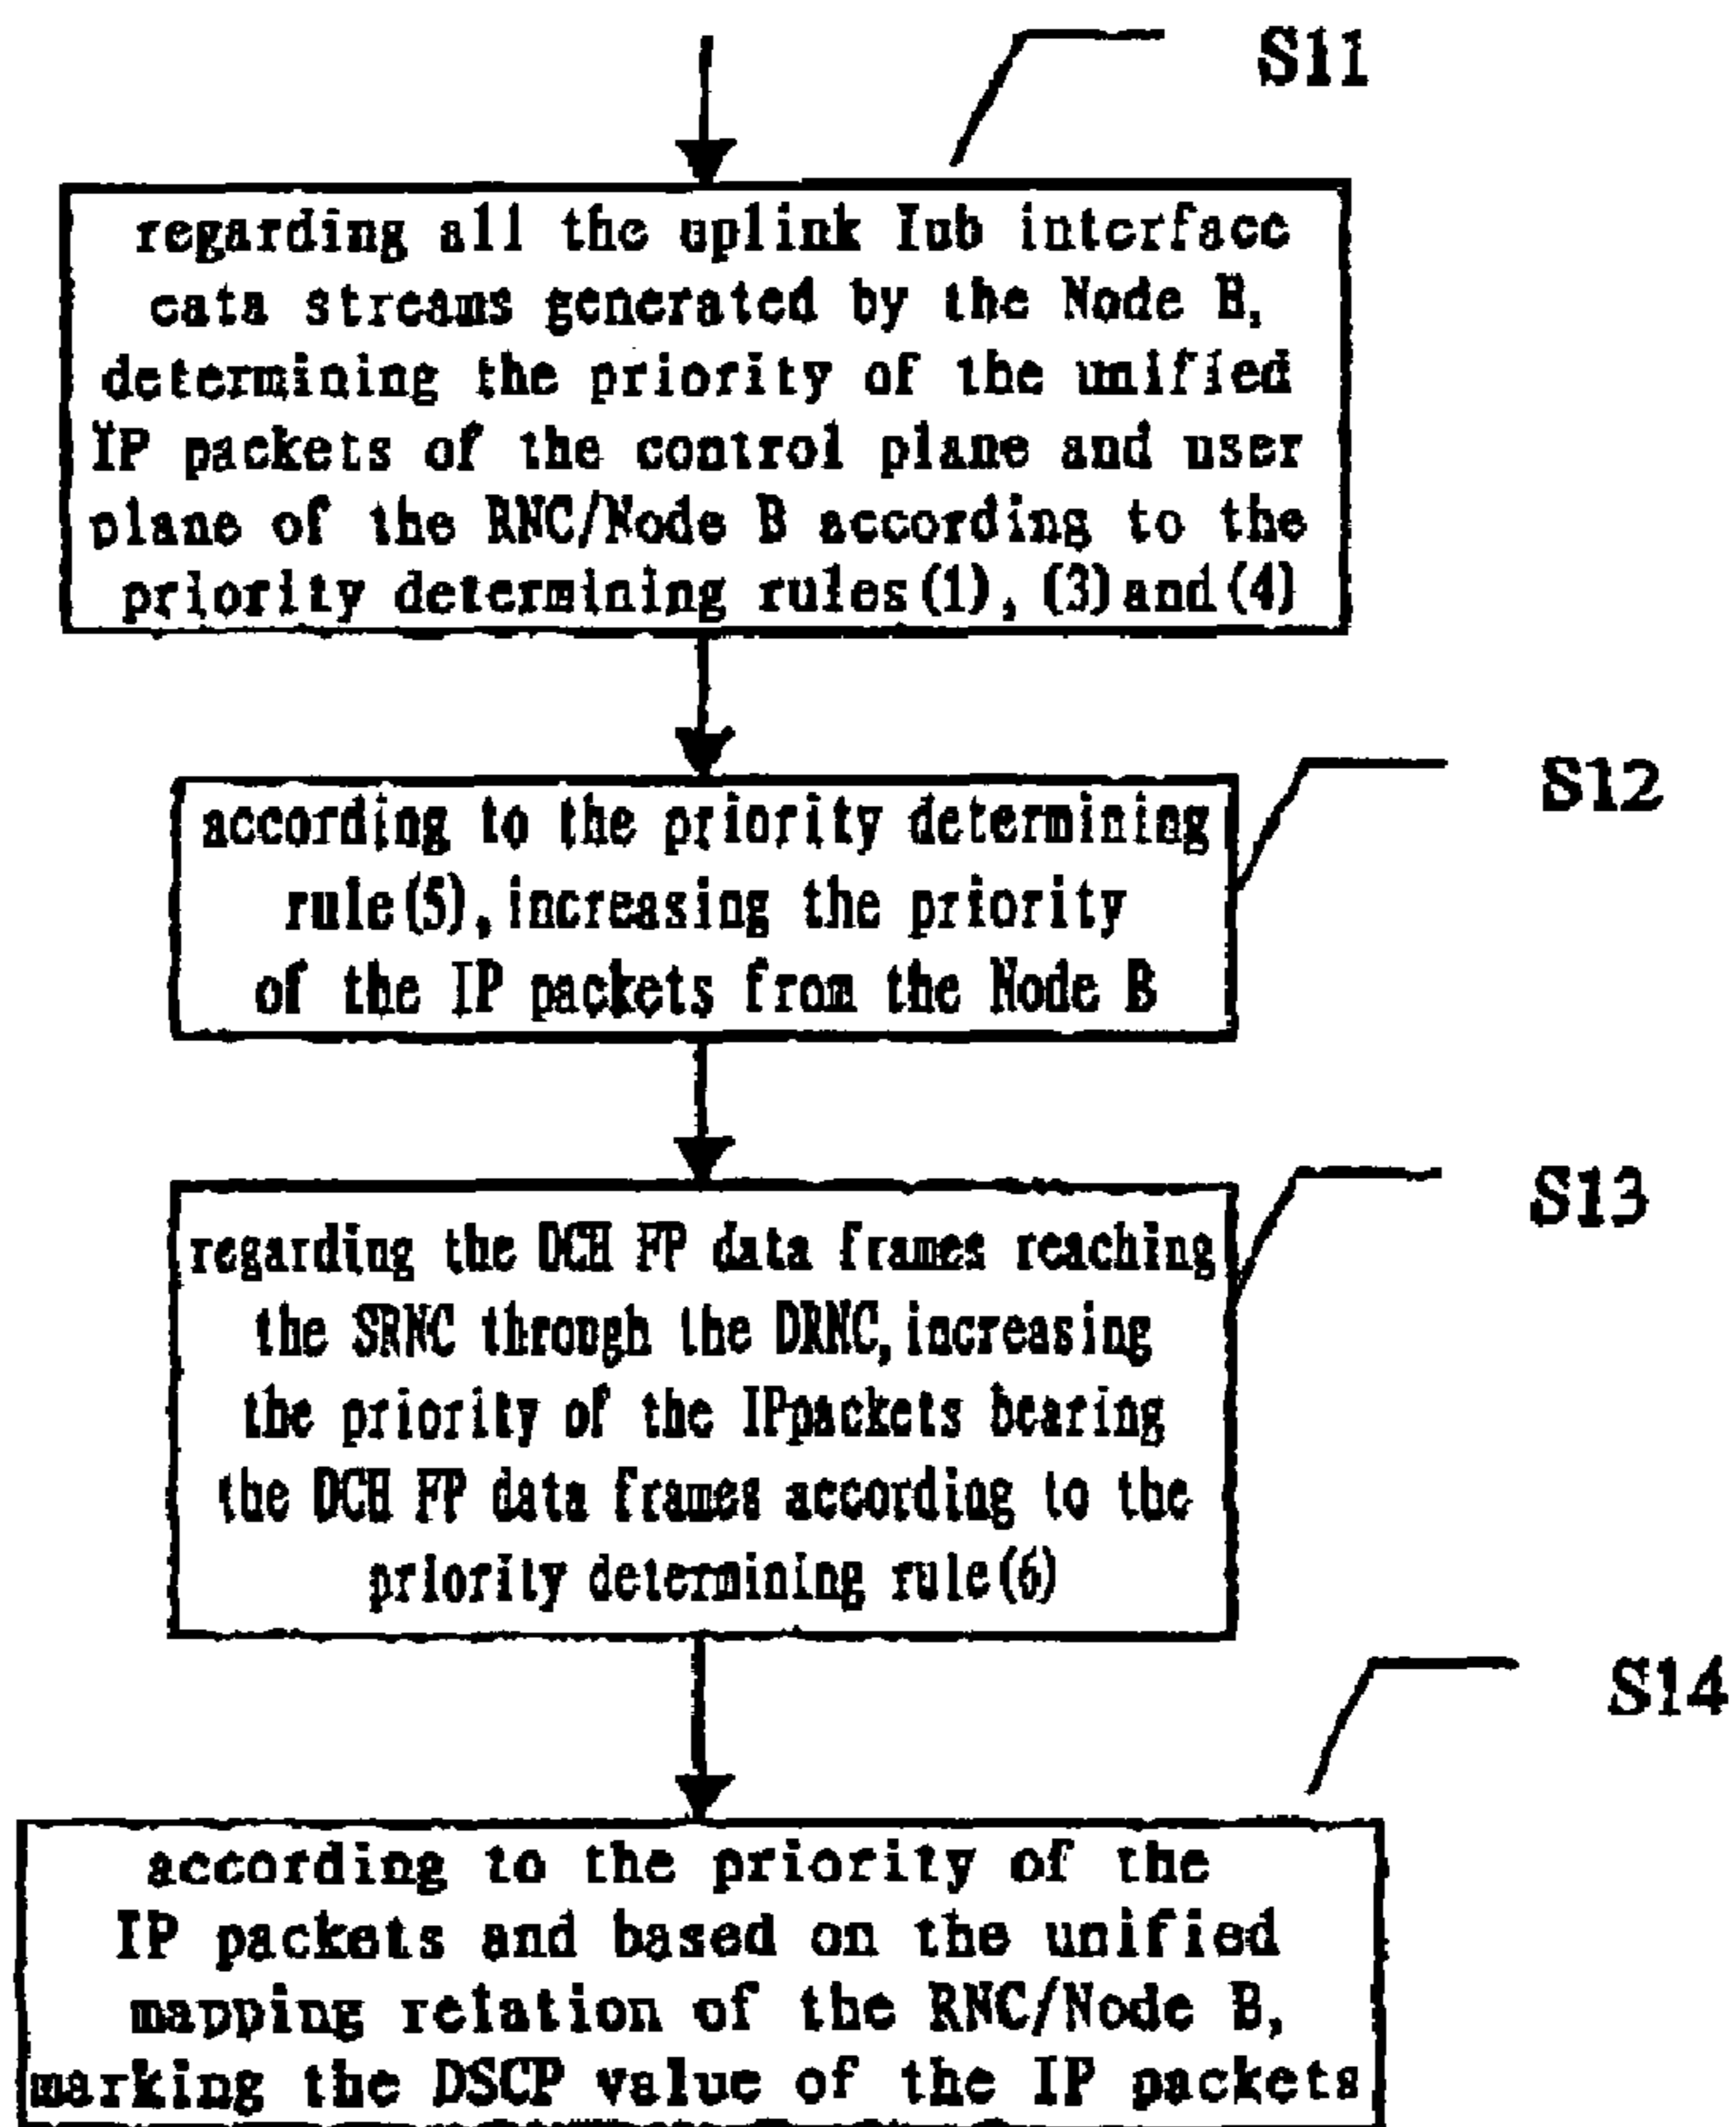 S11
regarding all the uplink Iub interface
cata streams generated by the Node B,
determining the priority of the unified
IP packets of the control plane and user
plane of the RNC/Node B according to the
priority determining rules(1), (3)and(4)
S12
according to the priority determining
rule(5), increasing the priority
of the IP packets from the Node B
S13
regarding the DCH FP data frames reaching
the SRNC through the DRNC, increasing
the priority of the IPpackets bearing
the DCH FP data frames according to the
priority determining rule(6)
S14
according to the priority of the
IP packets and based on the unified
mapping relation of the RNC/Node B,
marking the DSCP value of the IP packets